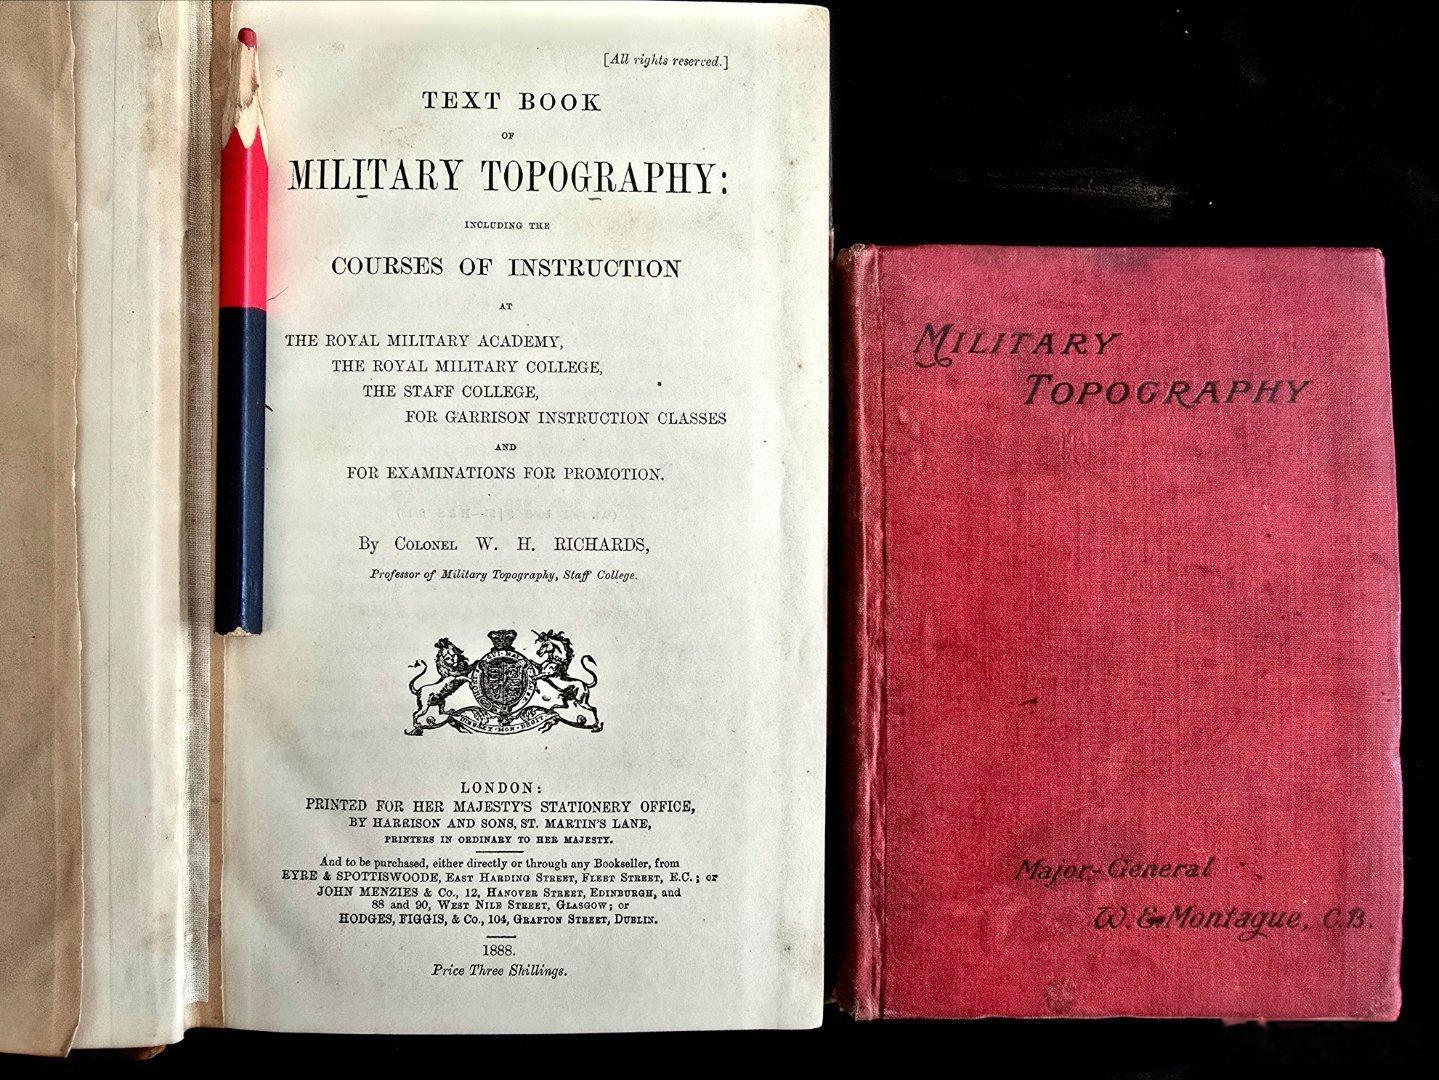 [All rights reserved.]
TEXT BOOK
OF
MILITARY TOPOGRAPHY:
INCLUDING THE
COURSES OF INSTRUCTION
AT
THE ROYAL MILITARY ACADEMY,
THE ROYAL MILITARY COLLEGE,
THE STAFF COLLEGE,
FOR GARRISON INSTRUCTION CLASSES
AND
FOR EXAMINATIONS FOR PROMOTION.
By COLONEL W. H. RICHARDS,
Professor of Military Topography, Staff College.
LONDON:
PRINTED FOR HER MAJESTY'S STATIONERY OFFICE,
BY HARRISON AND SONS, ST. MARTIN'S LANE,
PRINTERS IN ORDINARY TO HER MAJESTY.
And to be purchased, either directly or through any Bookseller, from
EYRE & SPOTTISWOODE, EAST HARDING STREET, FLEET STREET, E.C.; or
JOHN MENZIES & Co., 12, HANOVER STREET, EDINBURGH, and
88 and 90, WEST NILE STREET, GLASGOW; or
HODGES, FIGGIS, & Co., 104, GRAFTON STREET, DUBLIN.
1888.
Price Three Shillings.
MILITARY
TOPOGRAPHY
Major-General
W. E. Montague, C.B.